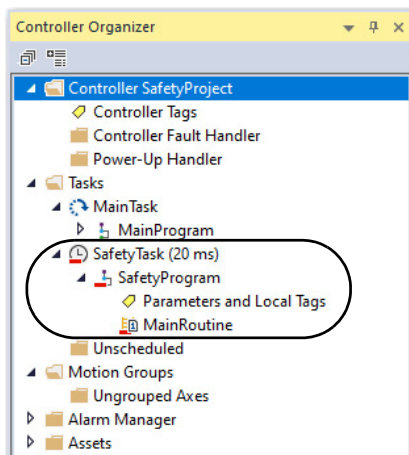 Controller Organizer
Controller SafetyProject
Controller Tags
Controller Fault Handler
Power-Up Handler
Tasks
MainTask
MainProgram
SafetyTask (20 ms)
SafetyProgram
Parameters and Local Tags
MainRoutine
Unscheduled
Motion Groups
Ungrouped Axes
Alarm Manager
Assets